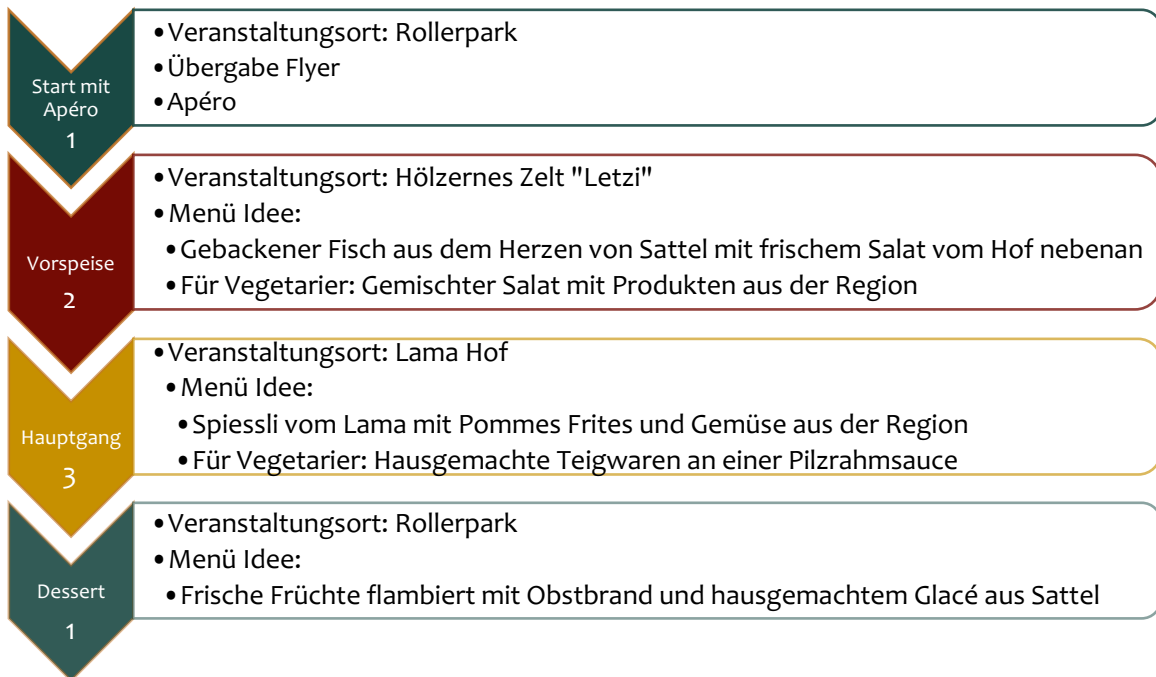 Start mit
Apéro
1
•Veranstaltungsort: Rollerpark
•Übergabe Flyer
•Apéro
Vorspeise
2
•Veranstaltungsort: Hölzernes Zelt "Letzi"
•Menü Idee:
•Gebackener Fisch aus dem Herzen von Sattel mit frischem Salat vom Hof nebenan
•Für Vegetarier: Gemischter Salat mit Produkten aus der Region
Hauptgang
3
•Veranstaltungsort: Lama Hof
•Menü Idee:
•Spiessli vom Lama mit Pommes Frites und Gemüse aus der Region
•Für Vegetarier: Hausgemachte Teigwaren an einer Pilzrahmsauce
Dessert
1
•Veranstaltungsort: Rollerpark
•Menü Idee:
•Frische Früchte flambiert mit Obstbrand und hausgemachtem Glacé aus Sattel